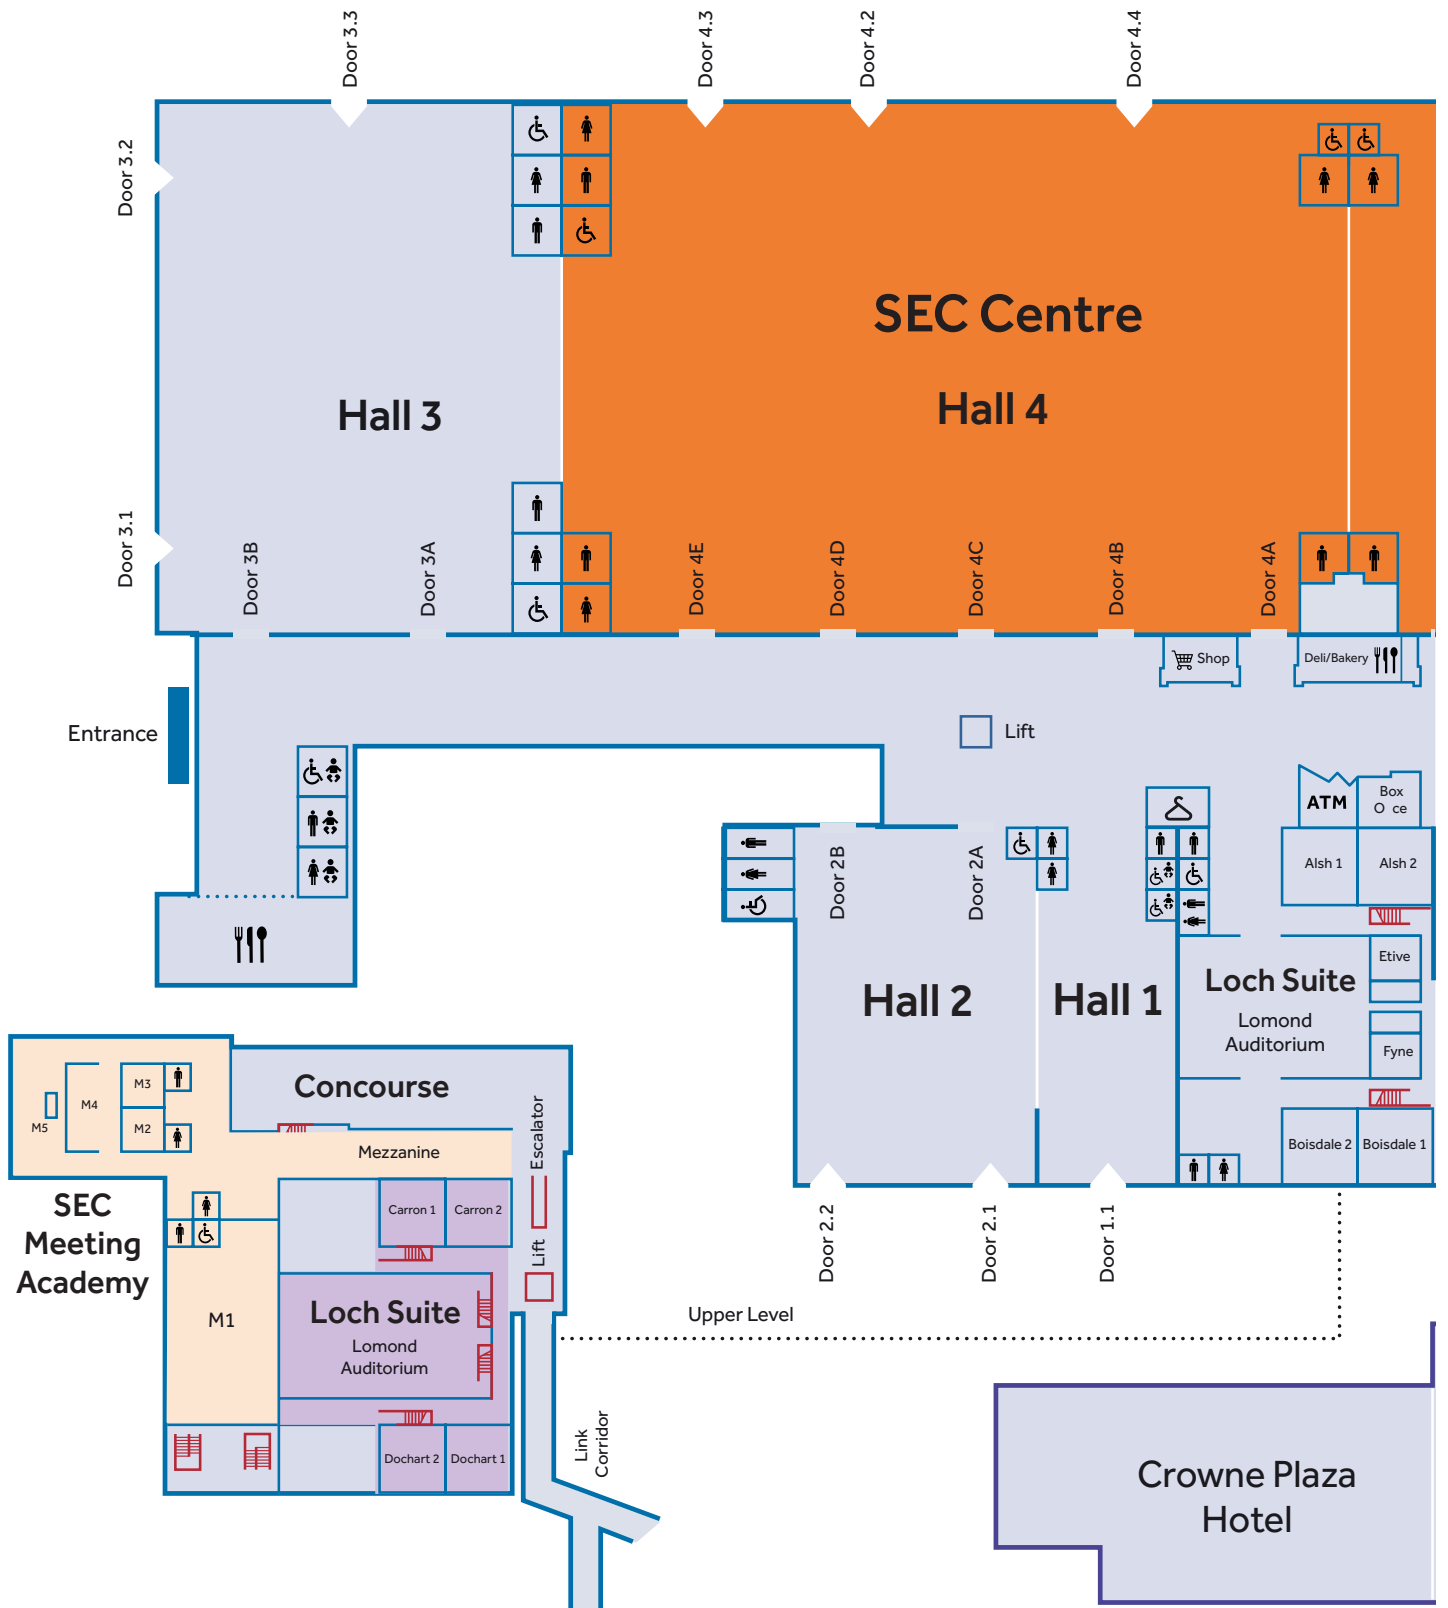 Door 3.3
Door 4.3
Door 4.2
Door 4.4
Door 3.2
SEC Centre
Hall 3
Hall 4
Door 3.1
Door 3B
Door 3A
Door 4E
Door 4D
Door 4C
Door 4B
Door 4A
Shop
Deli/Bakery
Entrance
Lift
ATM
Box
O ce
Door 2B
Door 2A
Alsh 1
Alsh 2
Etive
Hall 2
Hall 1
Loch Suite
Lomond
Auditorium
Fyne
Boisdale 2
Boisdale 1
Concourse
M3
M4
M5
M2
Mezzanine
Escalator
SEC
Meeting
Academy
Carron 1
Carron 2
Lift
Door 2.2
Door 2.1
Door 1.1
M1
Loch Suite
Lomond
Auditorium
Upper Level
Dochart 2
Dochart 1
Link
Corridor
Crowne Plaza
Hotel